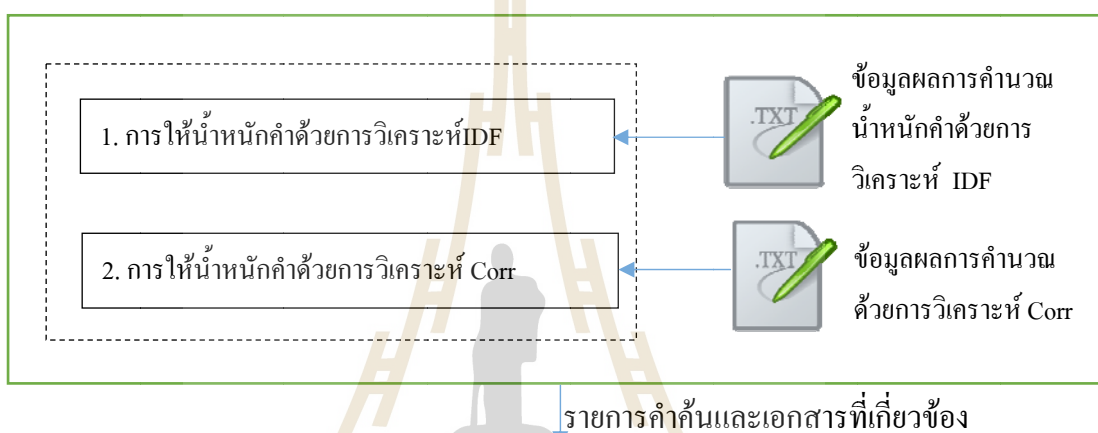 1. การให้น้ำหนักคำด้วยการวิเคราะห์IDF
.TXT
ข้อมูลผลการคำนวณ
น้ำหนักคำด้วยการ
วิเคราะห์ IDF
2. การให้น้ำหนักคำด้วยการวิเคราะห์ Corr
.TXT
ข้อมูลผลการคำนวณ
ด้วยการวิเคราะห์ Corr
รายการคำค้นและเอกสารที่เกี่ยวข้อง